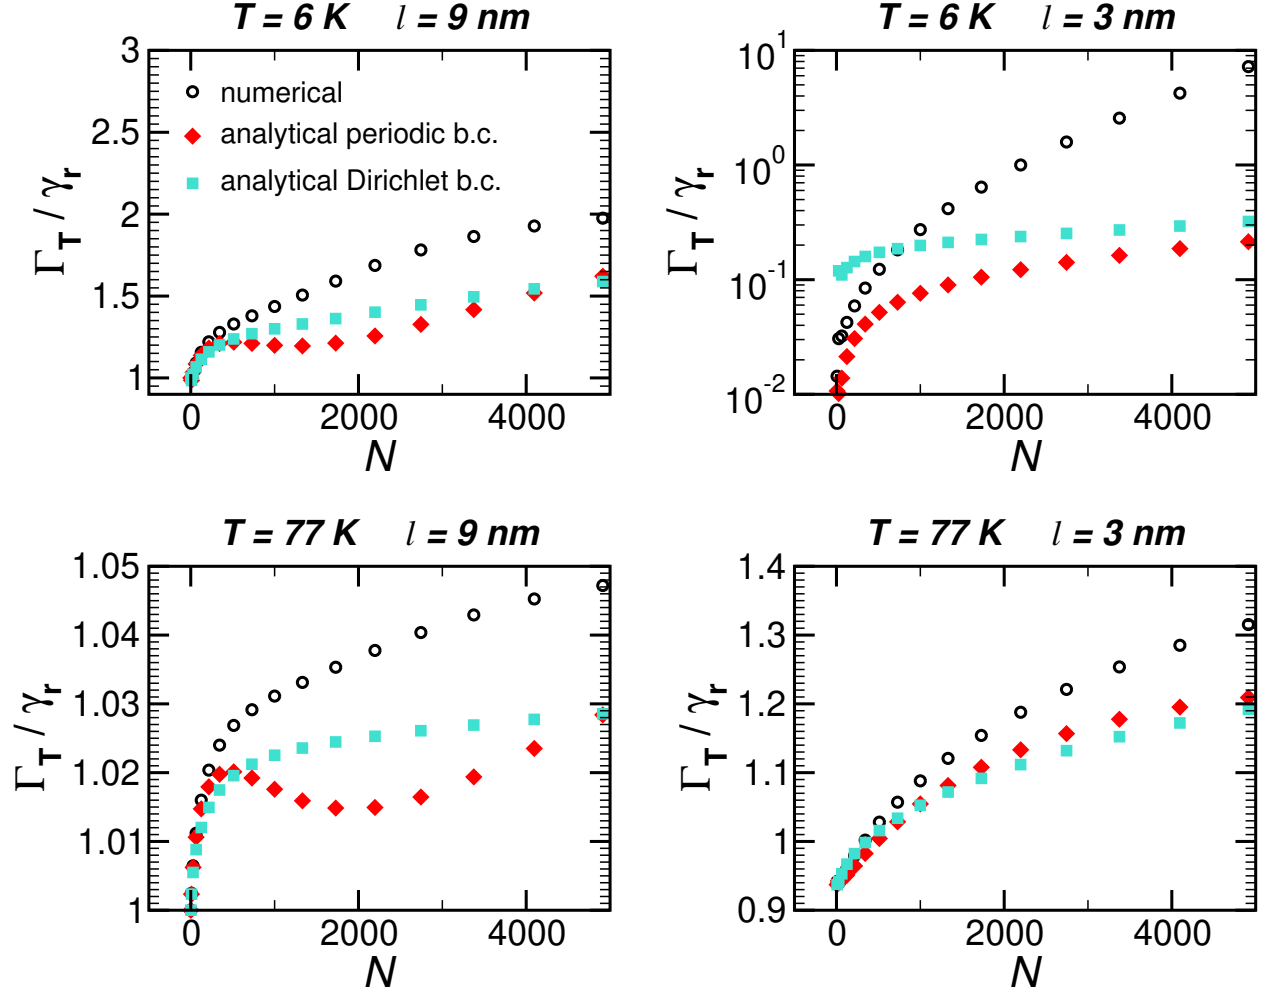 T = 6 K l = 9 nm
3
2.5
2
1.5
1
Γ_T / γ_r
numerical
analytical periodic b.c.
analytical Dirichlet b.c.
0 2000 4000
N
T = 6 K l = 3 nm
10^1
10^0
10^-1
10^-2
Γ_T / γ_r
0 2000 4000
N
T = 77 K l = 9 nm
1.05
1.04
1.03
1.02
1.01
1
Γ_T / γ_r
0 2000 4000
N
T = 77 K l = 3 nm
1.4
1.3
1.2
1.1
1
0.9
Γ_T / γ_r
0 2000 4000
N